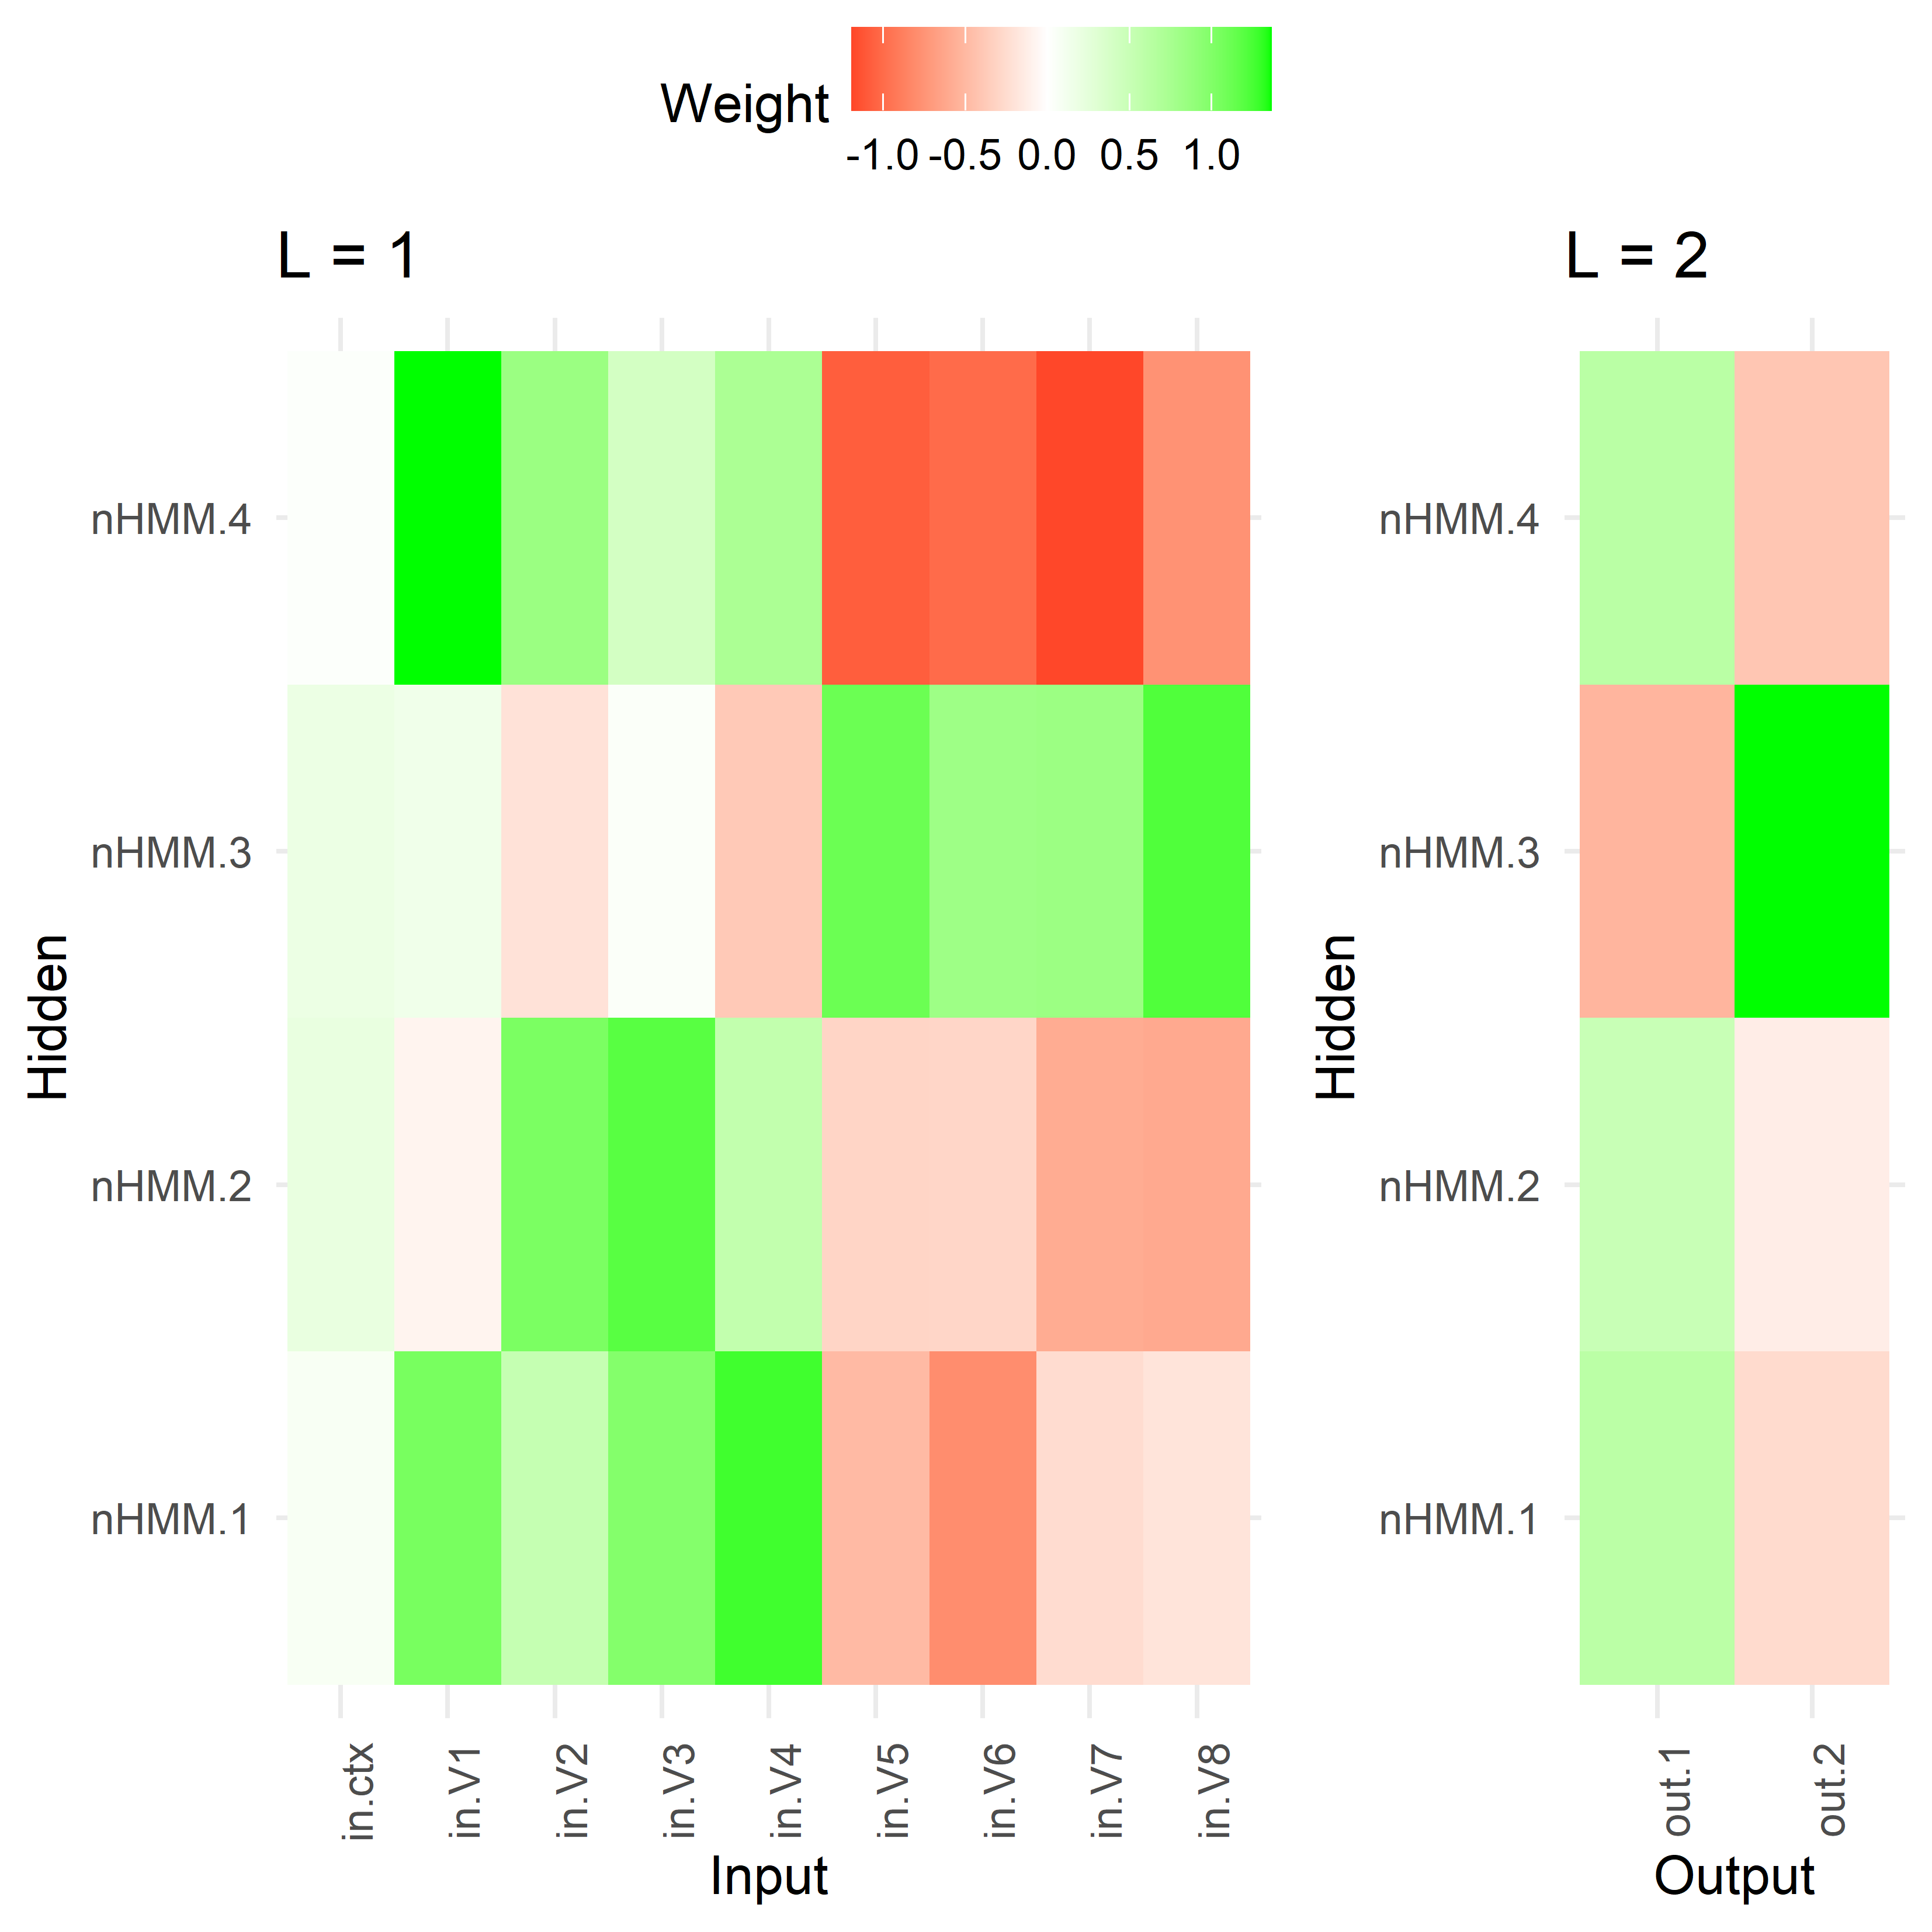 Weight
-1.0 -0.5 0.0 0.5 1.0
L = 1
L = 2
nHMM.4
nHMM.3
nHMM.2
nHMM.1
Hidden
in.ctx
in.V1
in.V2
in.V3
in.V4
in.V5
in.V6
in.V7
in.V8
Input
nHMM.4
nHMM.3
nHMM.2
nHMM.1
Hidden
out.1
out.2
Output